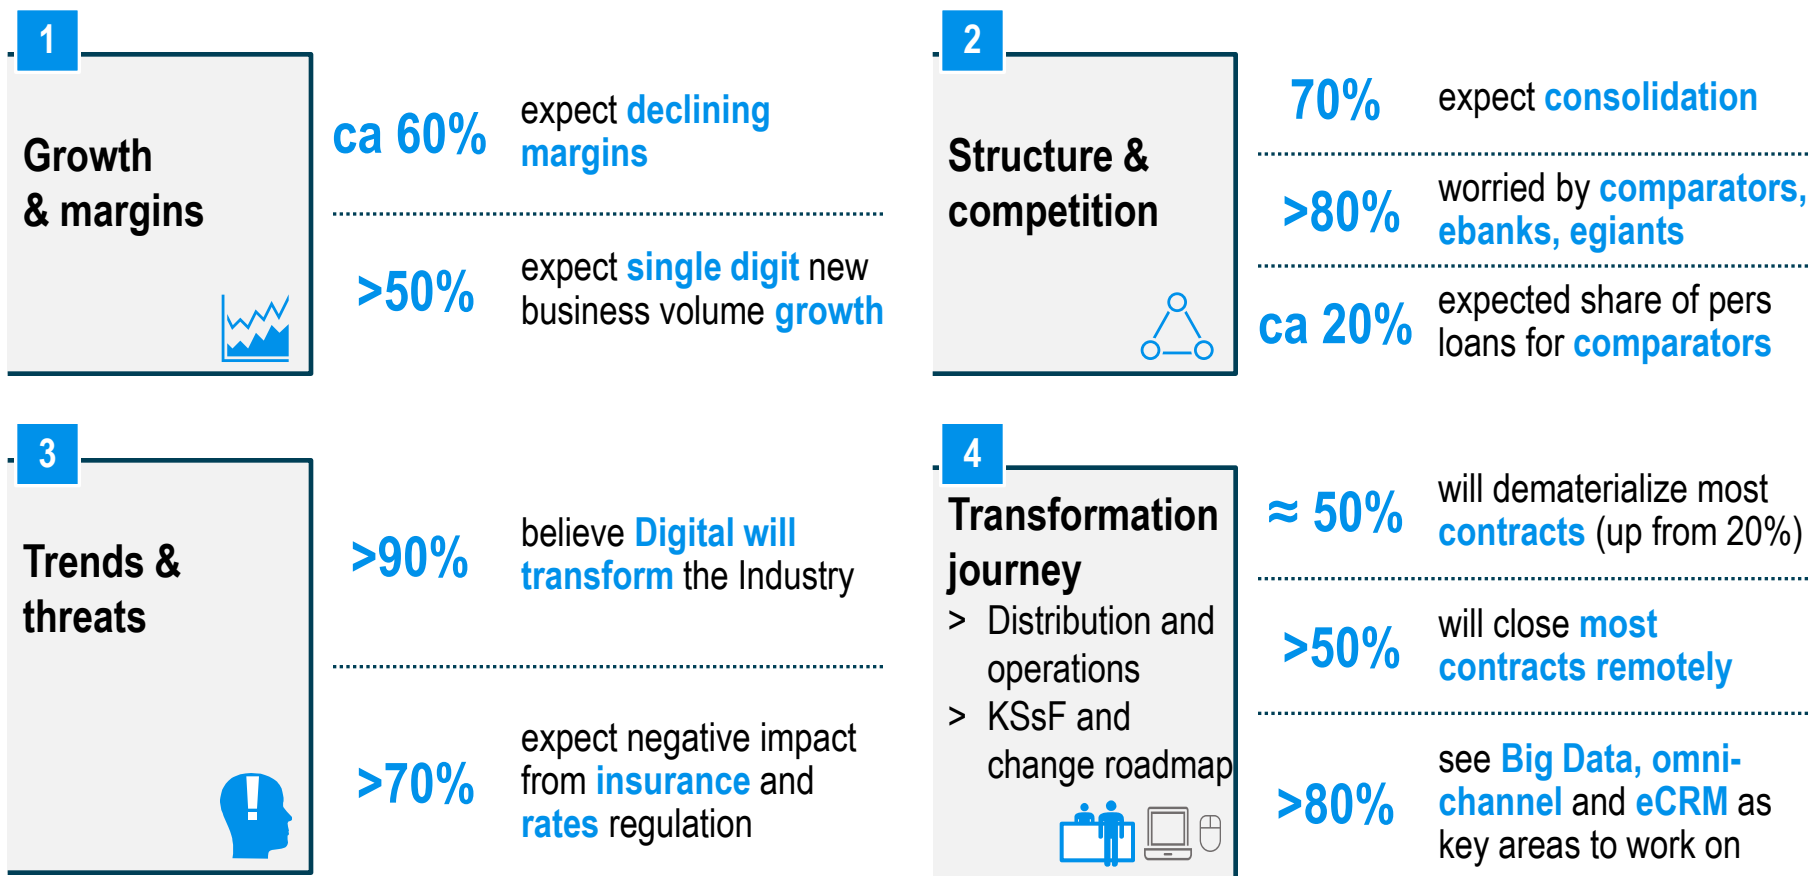 1
Growth
& margins
ca 60%
expect declining
margins
>50%
expect single digit new
business volume growth
2
Structure &
competition
70%
expect consolidation
>80%
worried by comparators,
ebanks, egiants
ca 20%
expected share of pers
loans for comparators
3
Trends &
threats
>90%
believe Digital will
transform the Industry
>70%
expect negative impact
from insurance and
rates regulation
4
Transformation
journey
> Distribution and
operations
> KSsF and
change roadmap
≈ 50%
will dematerialize most
contracts (up from 20%)
>50%
will close most
contracts remotely
>80%
see Big Data, omni-
channel and eCRM as
key areas to work on